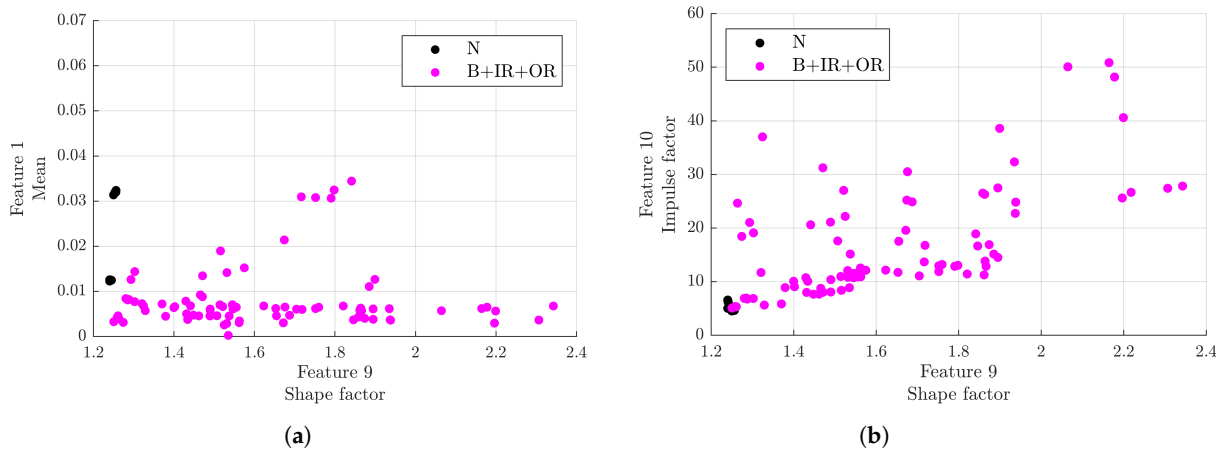 0.07
0.06
0.05
0.04
0.03
0.02
0.01
0
1.2 1.4 1.6 1.8 2 2.2 2.4
Feature 1
Mean
Feature 9
Shape factor
N
B+IR+OR
(a)
60
50
40
30
20
10
0
1.2 1.4 1.6 1.8 2 2.2 2.4
Feature 10
Impulse factor
Feature 9
Shape factor
N
B+IR+OR
(b)